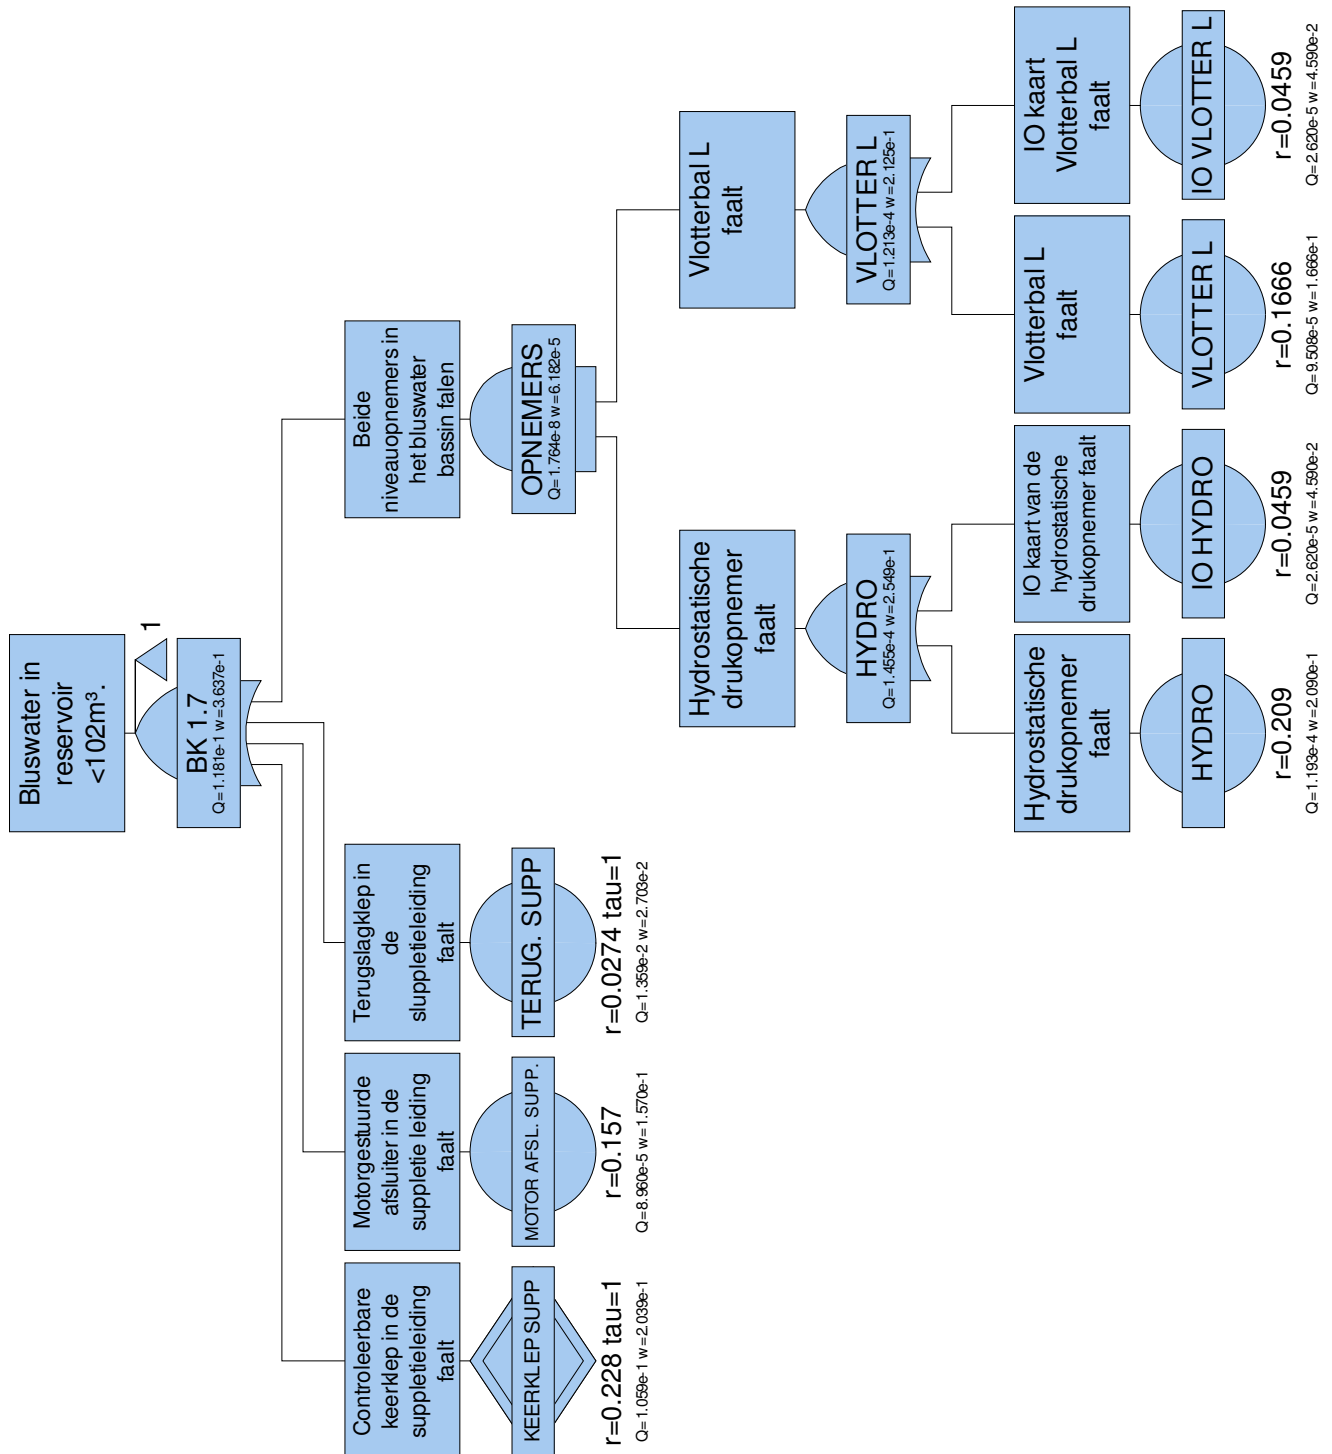 Bluswater in
reservoir
<102m³.
1
BK 1.7
Q=1.181e-1 w=3.637e-1
Controleerbare
keerklep in de
suppletieleiding
faalt
KEERKLEP SUPP
r=0.228 tau=1
Q=1.059e-1 w=2.039e-1
Motorgestuurde
afsluiter in de
suppletie leiding
faalt
MOTOR AFSL. SUPP.
r=0.157
Q=8.960e-5 w=1.570e-1
Terugslagklep in
de
sluppletieleiding
faalt
TERUG. SUPP
r=0.0274 tau=1
Q=1.359e-2 w=2.703e-2
Beide
niveauopnemers in
het bluswater
bassin falen
OPNEMERS
Q=1.764e-8 w=6.182e-5
Hydrostatische
drukopnemer
faalt
HYDRO
Q=1.455e-4 w=2.549e-1
Vlotterbal L
faalt
VLOTTER L
Q=1.213e-4 w=2.125e-1
Hydrostatische
drukopnemer
faalt
HYDRO
r=0.209
Q=1.193e-4 w=2.090e-1
IO kaart van de
hydrostatische
drukopnemer faalt
IO HYDRO
r=0.0459
Q=2.620e-5 w=4.590e-2
Vlotterbal L
faalt
VLOTTER L
r=0.1666
Q=9.508e-5 w=1.666e-1
IO kaart
Vlotterbal L
faalt
IO VLOTTER L
r=0.0459
Q=2.620e-5 w=4.590e-2